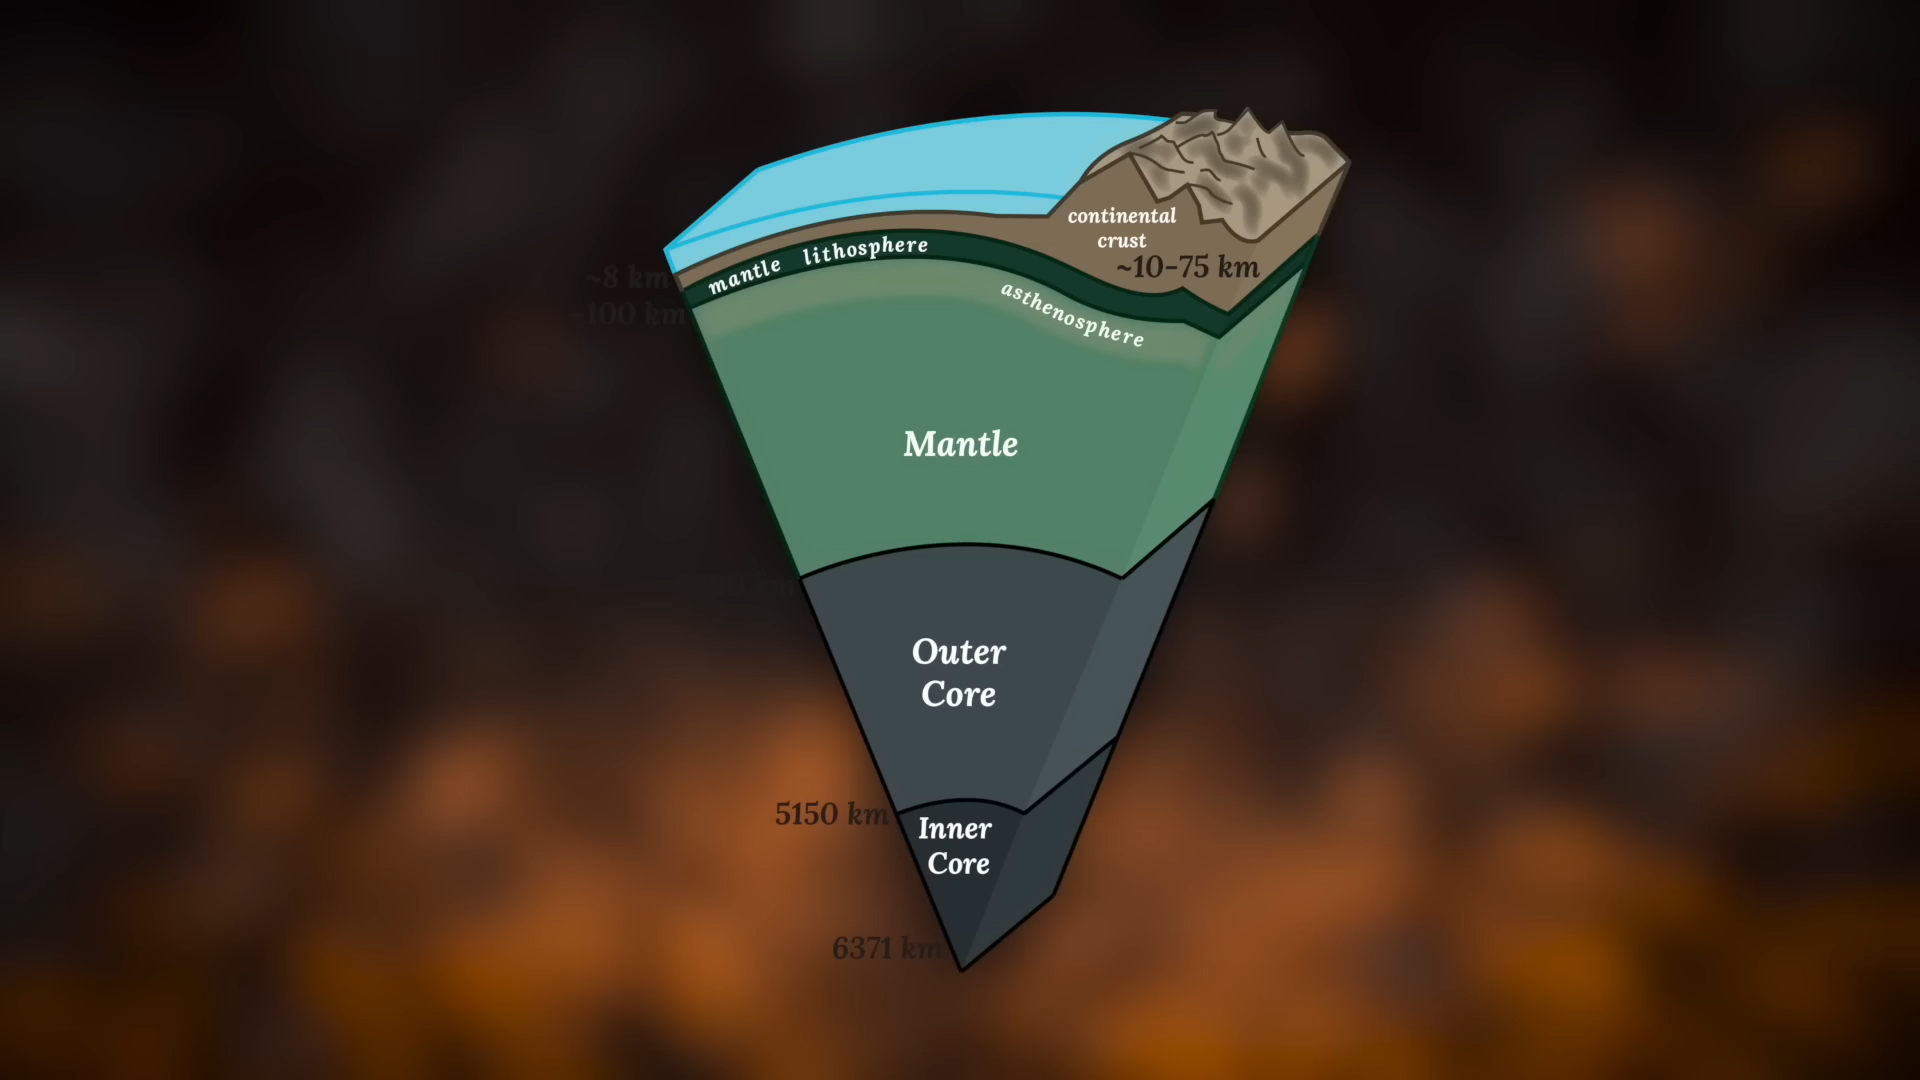 continental
crust
~10-75 km
mantle lithosphere
~8 km
~100 km
asthenosphere
Mantle
Outer
Core
5150 km
Inner
Core
6371 km